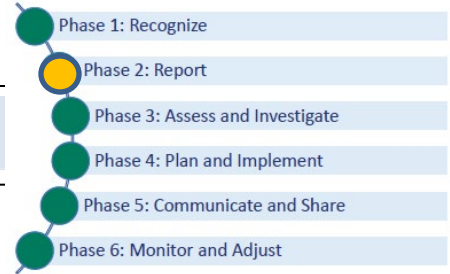 Phase 1: Recognize
Phase 2: Report
Phase 3: Assess and Investigate
Phase 4: Plan and Implement
Phase 5: Communicate and Share
Phase 6: Monitor and Adjust